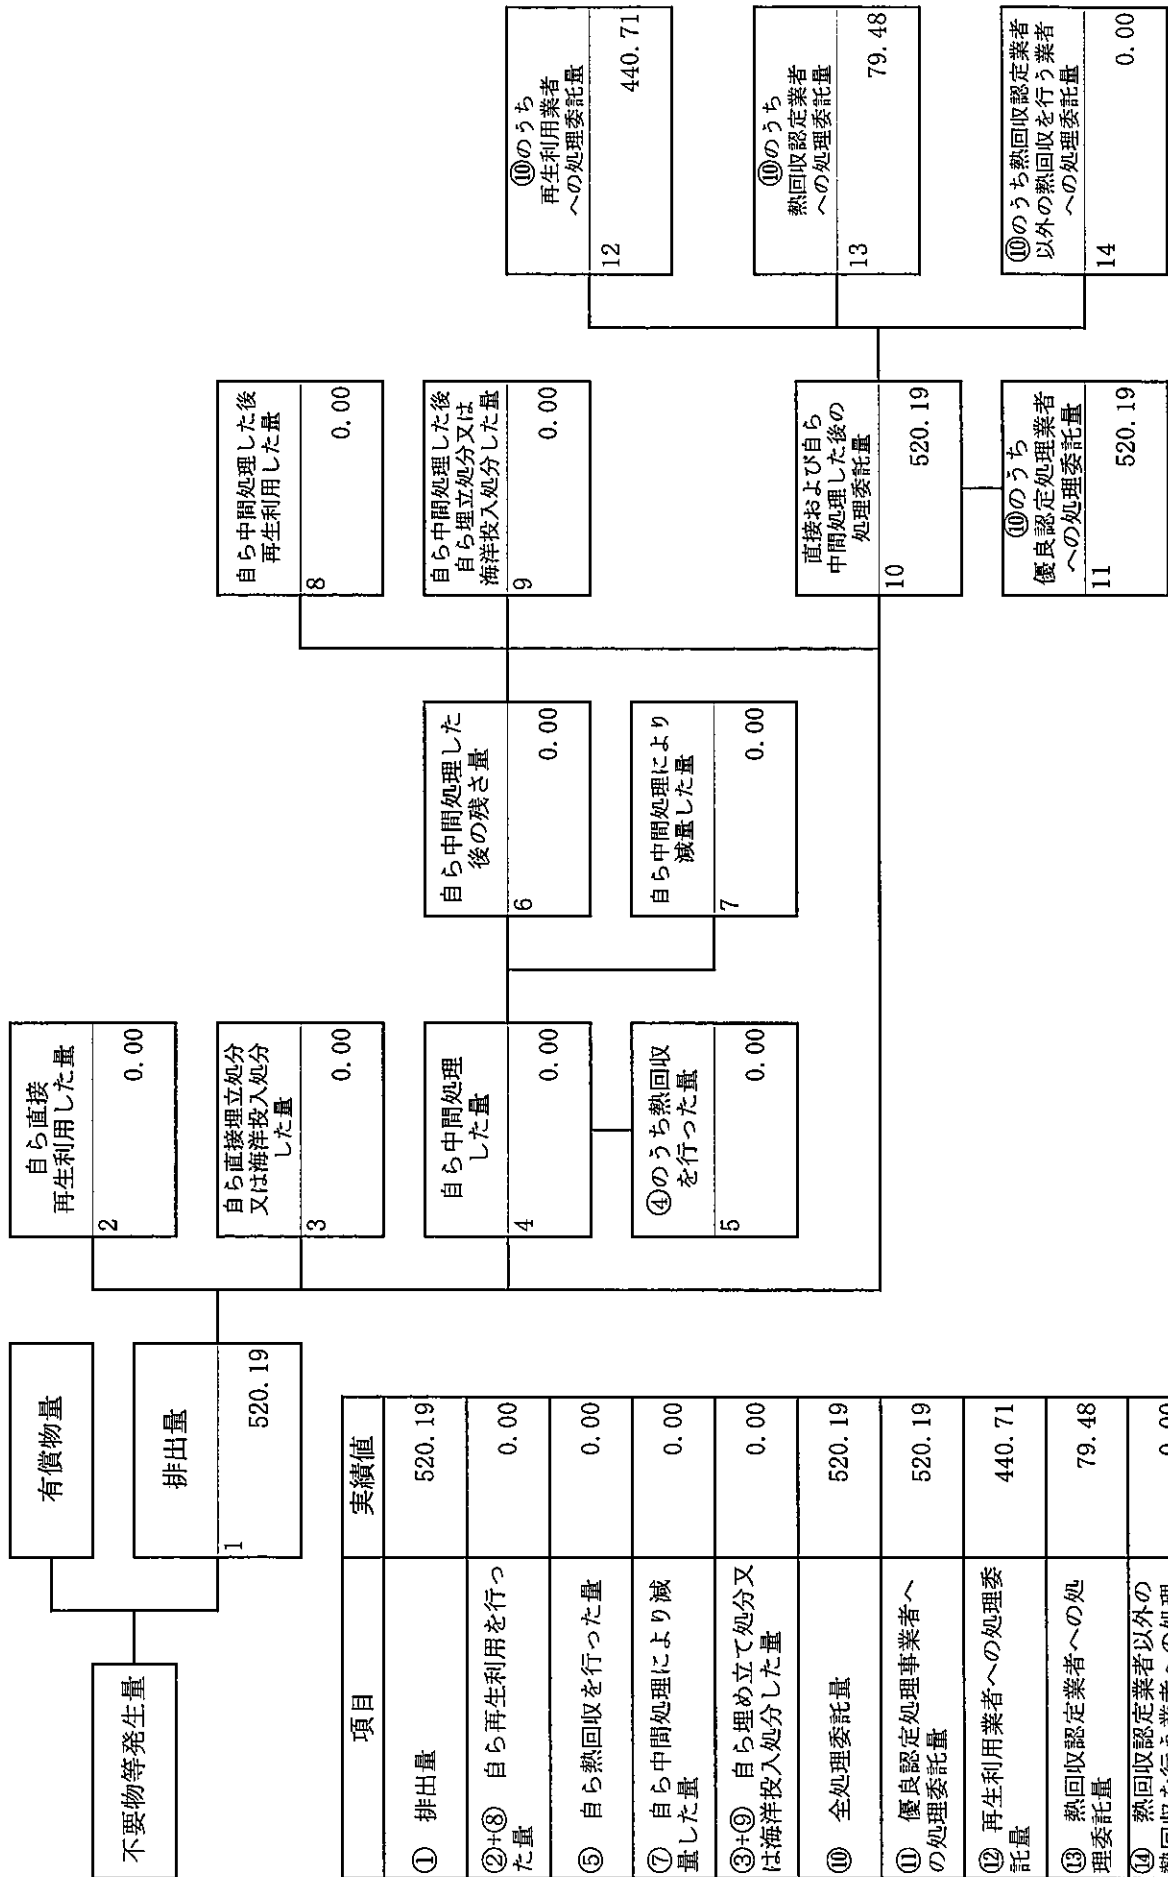 不要物等発生量
有償物量
排出量
1
520.19
自ら直接
再生利用した量
2
0.00
自ら直接埋立処分
又は海洋投入処分
した量
3
0.00
自ら中間処理
した量
4
0.00
④のうち熱回収
を行った量
5
0.00
自ら中間処理した
後の残さ量
6
0.00
自ら中間処理により
減量した量
7
0.00
自ら中間処理した後
再生利用した量
8
0.00
自ら中間処理した後
自ら埋立処分又は
海洋投入処分した量
9
0.00
直接および自ら
中間処理した後の
処理委託量
10
520.19
⑩のうち
優良認定処理業者
への処理委託量
11
520.19
⑩のうち
再生利用業者
への処理委託量
12
440.71
⑩のうち
熱回収認定業者
への処理委託量
13
79.48
⑩のうち熱回収認定業者
以外の熱回収を行う業者
への処理委託量
14
0.00
項目 実績値
① 排出量 520.19
②+⑧ 自ら再生利用を行っ
た量 0.00
⑤ 自ら熱回収を行った量 0.00
⑦ 自ら中間処理により減
量した量 0.00
③+⑨ 自ら埋め立て処分又
は海洋投入処分した量 0.00
⑩ 全処理委託量 520.19
⑪ 優良認定処理事業者へ
の処理委託量 520.19
⑫ 再生利用業者への処理委
託量 440.71
⑬ 熱回収認定業者への処
理委託量 79.48
⑭ 熱回収認定業者以外の
熱回収を行う業者への処理 0.00